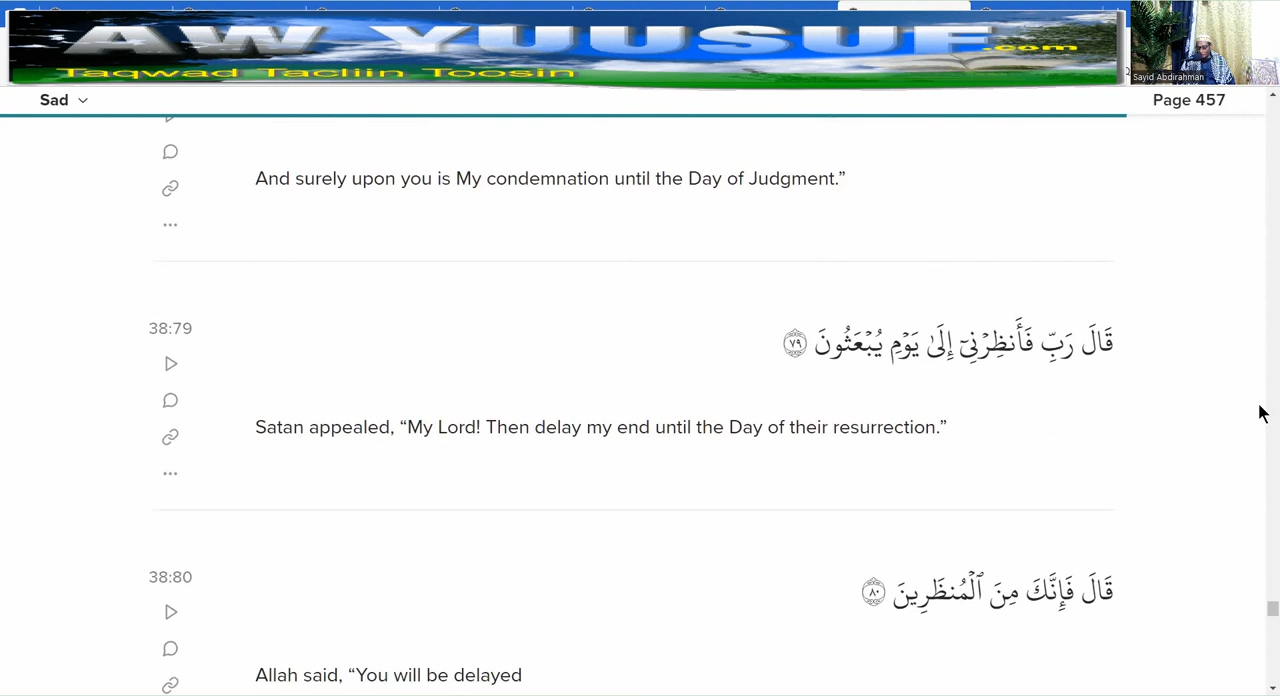 AW YUUSUF.com
Taqwad Tacliin Toosin
Sayid Abdirahman
Sad
Page 457
And surely upon you is My condemnation until the Day of Judgment.”
38:79
قَالَ رَبِّ فَأَنظِرْنِىٓ إِلَىٰ يَوْمِ يُبْعَثُونَ ٧٩
Satan appealed, “My Lord! Then delay my end until the Day of their resurrection.”
38:80
قَالَ فَإِنَّكَ مِنَ ٱلْمُنظَرِينَ ٨٠
Allah said, “You will be delayed